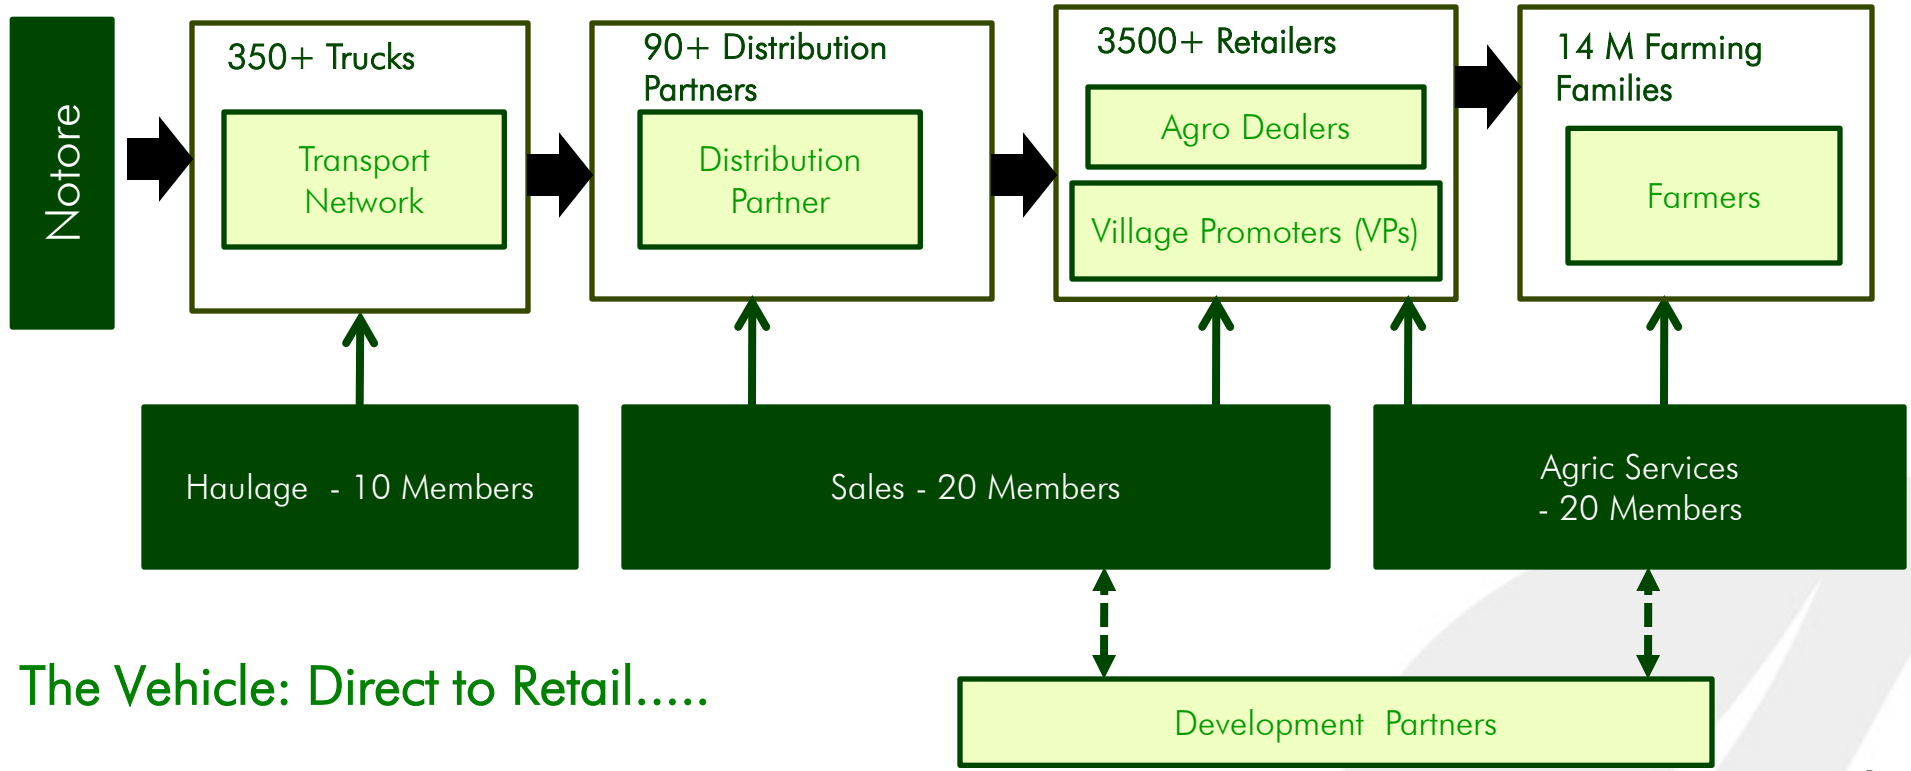 Notore
350+ Trucks
Transport
Network
90+ Distribution
Partners
Distribution
Partner
3500+ Retailers
Agro Dealers
Village Promoters (VPs)
14 M Farming
Families
Farmers
Haulage  - 10 Members
Sales - 20 Members
Agric Services
- 20 Members
The Vehicle: Direct to Retail.....
Development  Partners